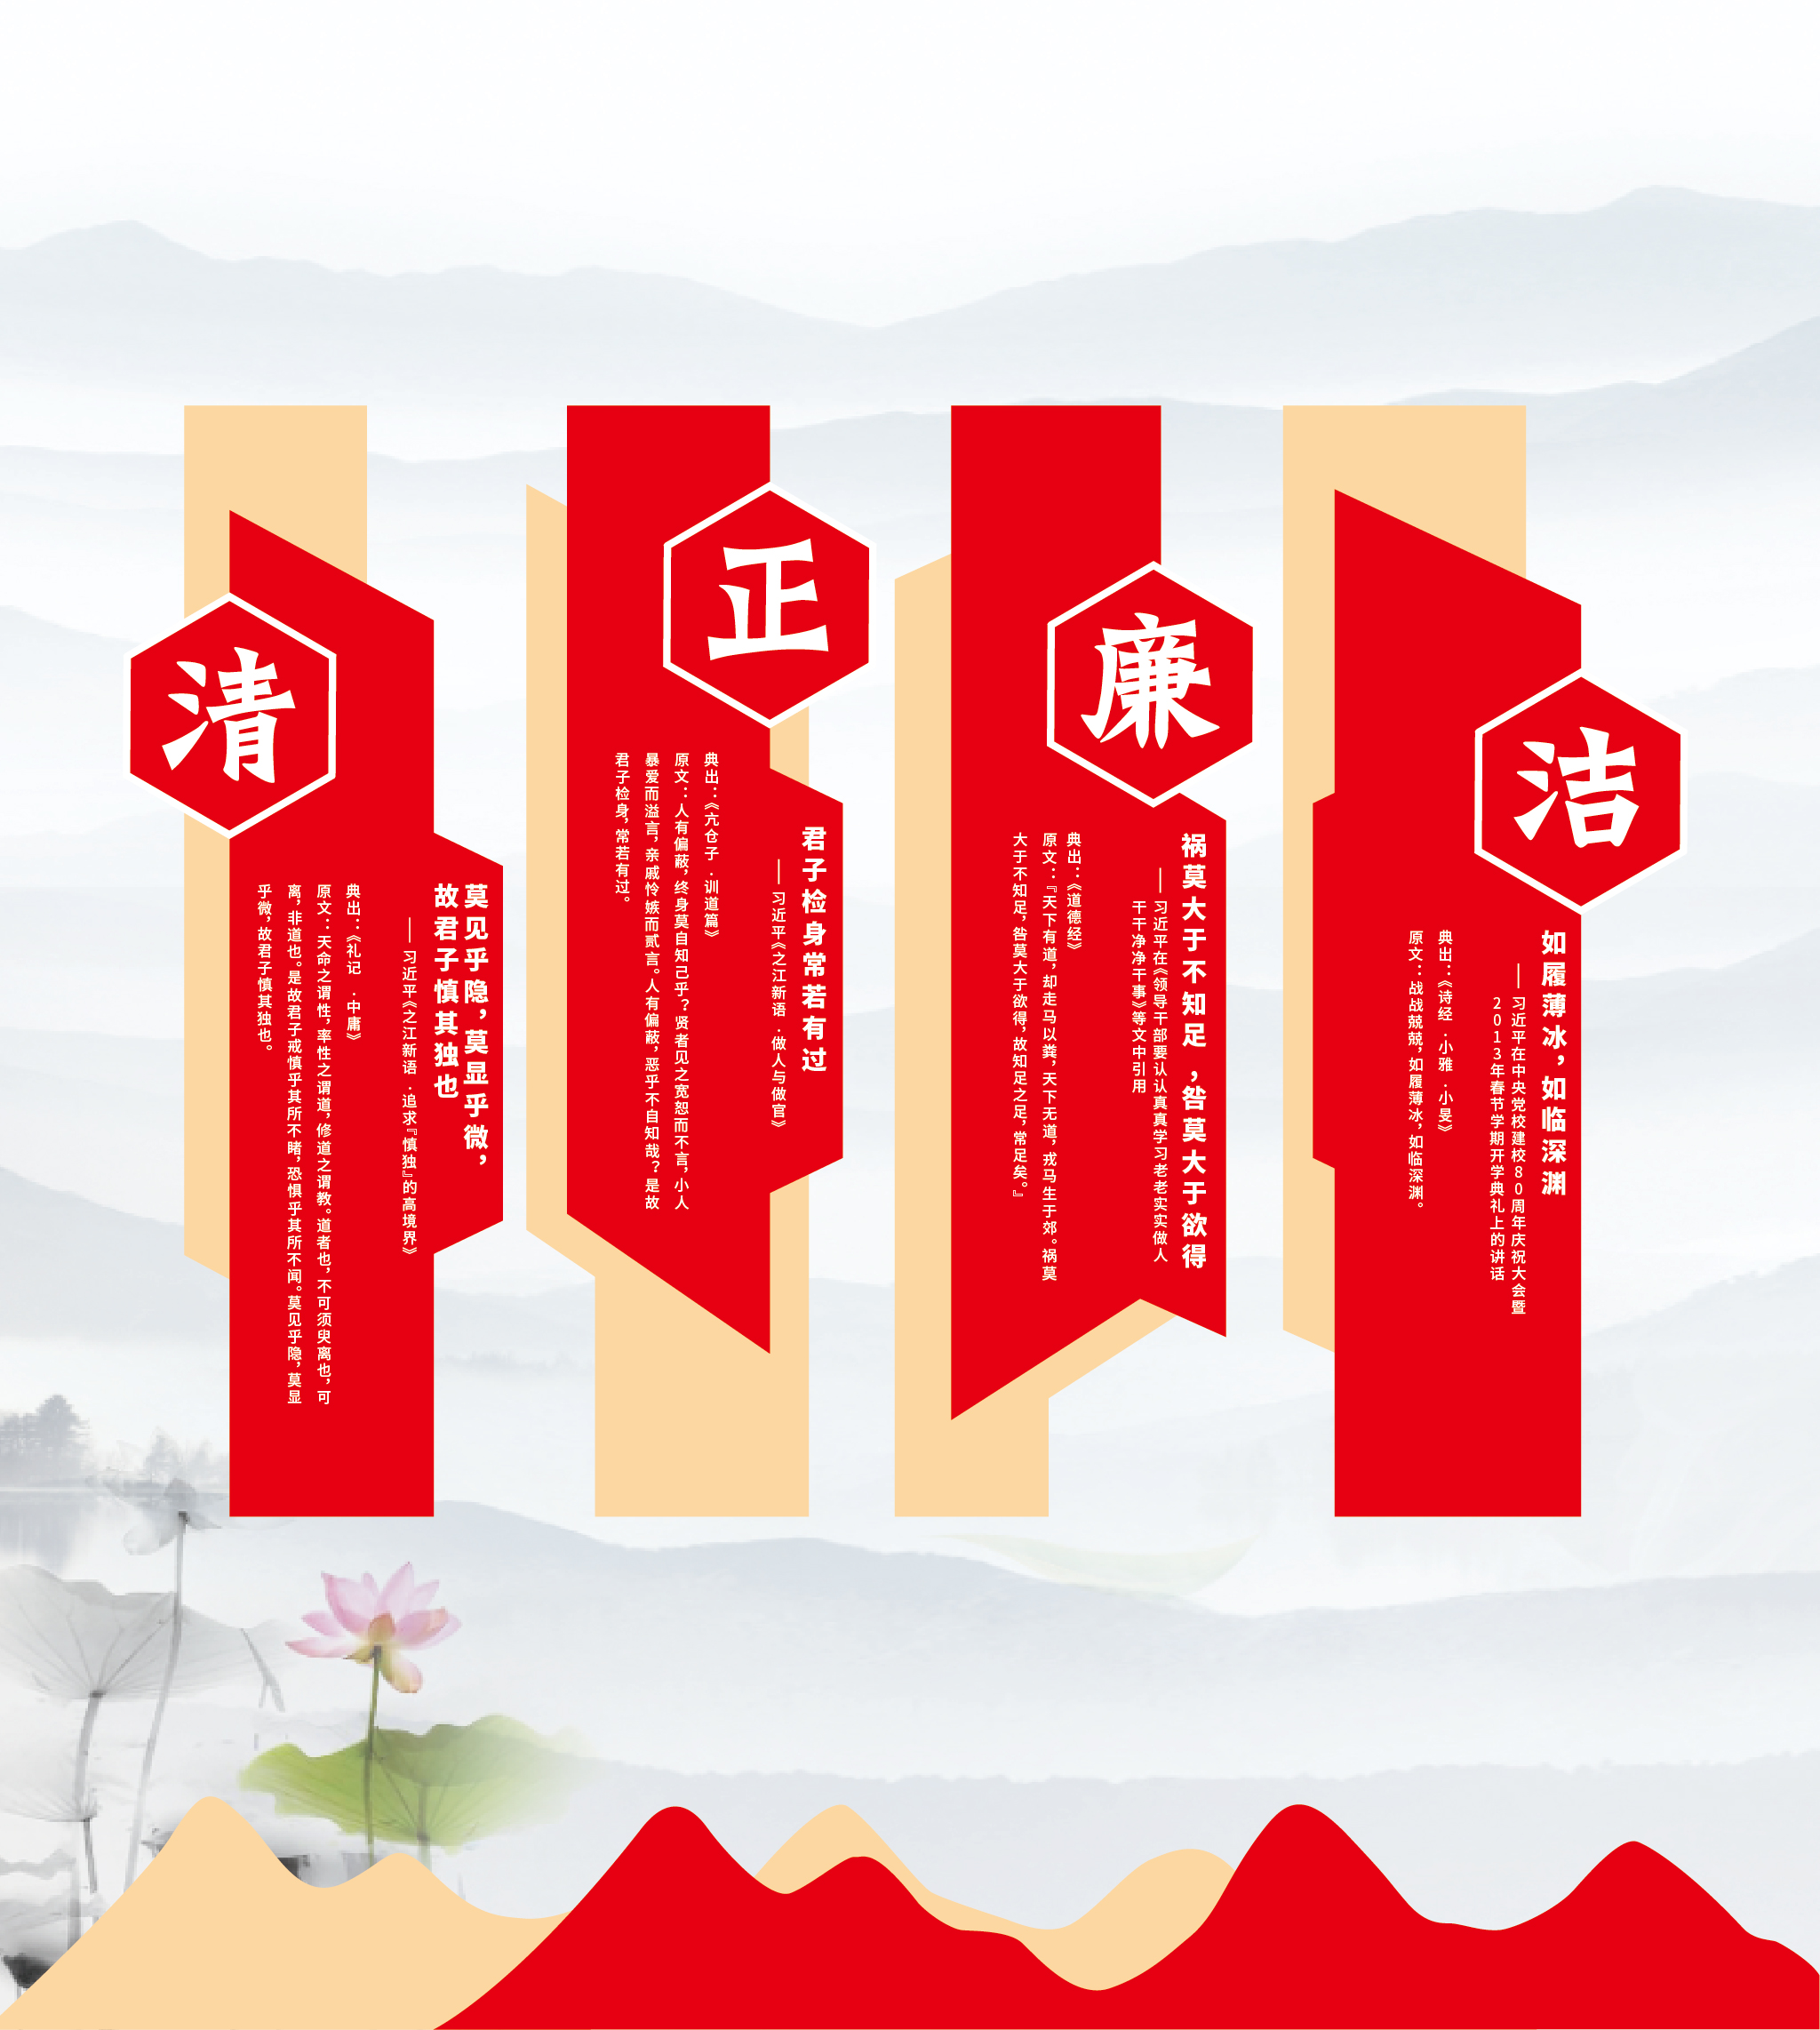 清
莫见乎隐，莫显乎微，
故君子慎其独也
——习近平《之江新语·追求『慎独』的高境界》
典出：《礼记·中庸》
原文：天命之谓性，率性之谓道，修道之谓教。道者也，不可须臾离也，可
离，非道也。是故君子戒慎乎其所不睹，恐惧乎其所不闻。莫见乎隐，莫显
乎微，故君子慎其独也。
正
君子检身常若有过
——习近平《之江新语·做人与做官》
典出：《亢仓子·训道篇》
原文：人有偏蔽，终身莫自知己乎？贤者见之宽恕而不言，小人
暴爱而溢言，亲戚怜嫉而贰言。人有偏蔽，恶乎不自知哉？是故
君子检身，常若有过。
廉
祸莫大于不知足，咎莫大于欲得
——习近平在《领导干部要认认真真学习老老实实做人
干干净净干事》等文中引用
典出：《道德经》
原文：『天下有道，却走马以粪，天下无道，戎马生于郊。祸莫
大于不知足，咎莫大于欲得，故知足之足，常足矣。』
洁
如履薄冰，如临深渊
——习近平在中央党校建校80周年庆祝大会暨
2013年春节学期开学典礼上的讲话
典出：《诗经·小雅·小旻》
原文：战战兢兢，如履薄冰，如临深渊。